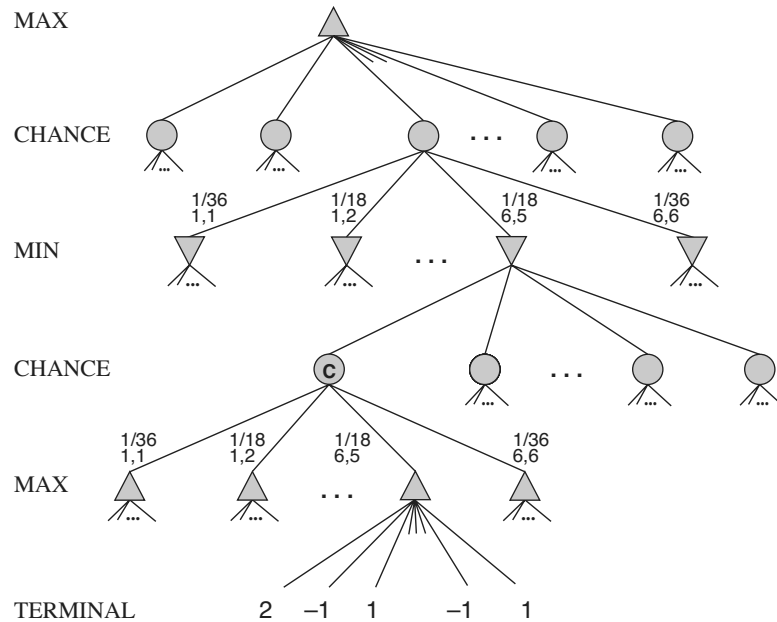 MAX
CHANCE
. . .
... ... ... ... ...
1/36 1/18 1/18 1/36
1,1 1,2 6,5 6,6
MIN
. . .
... ... ...
CHANCE
C
. . .
... ... ...
1/36 1/18 1/18 1/36
1,1 1,2 6,5 6,6
MAX
. . .
... ... ...
TERMINAL 2 –1 1 –1 1